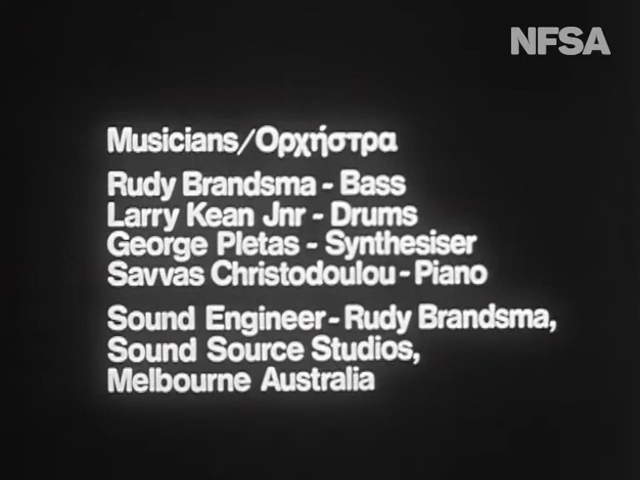 NFSA
Musicians/Ορχήστρα
Rudy Brandsma - Bass
Larry Kean Jnr - Drums
George Pletas - Synthesiser
Savvas Christodoulou - Piano
Sound Engineer - Rudy Brandsma,
Sound Source Studios,
Melbourne Australia